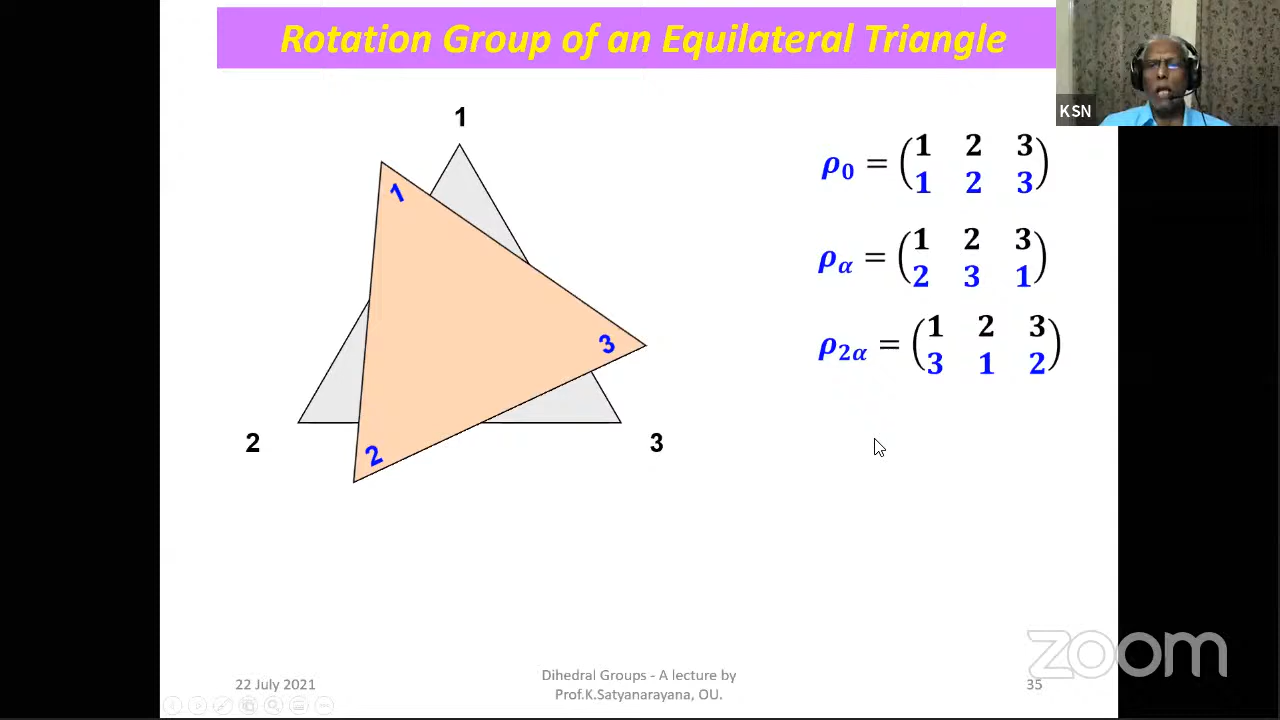 Rotation Group of an Equilateral Triangle
KSN
1
1
2
3
2
3
ρ₀ = (1 2 3
1 2 3)
ρα = (1 2 3
2 3 1)
ρ2α = (1 2 3
3 1 2)
zoom
22 July 2021
Dihedral Groups - A lecture by
Prof.K.Satyanarayana, OU.
35